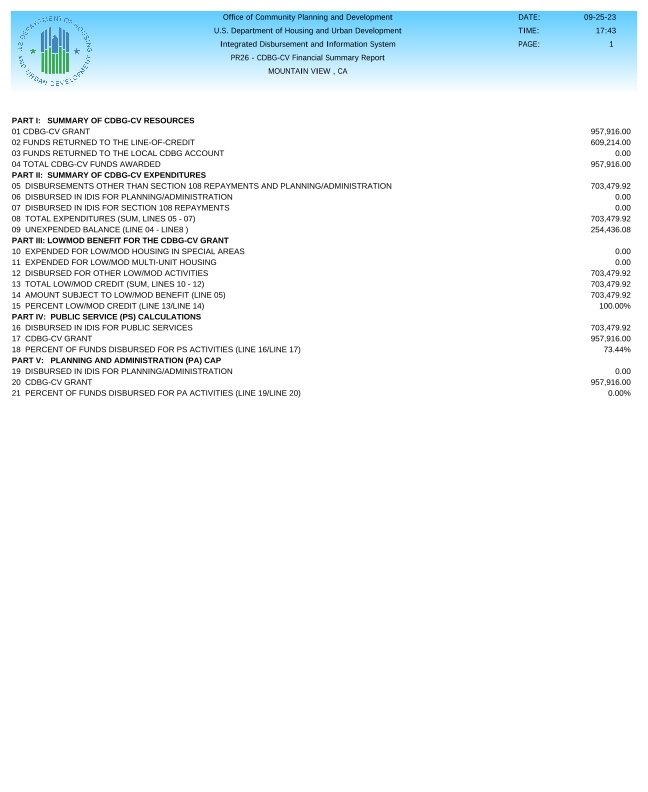 U.S. DEPARTMENT OF HOUSING
AND URBAN DEVELOPMENT
Office of Community Planning and Development
DATE: 09-25-23
U.S. Department of Housing and Urban Development
TIME: 17:43
Integrated Disbursement and Information System
PAGE: 1
PR26 - CDBG-CV Financial Summary Report
MOUNTAIN VIEW , CA
PART I: SUMMARY OF CDBG-CV RESOURCES
01 CDBG-CV GRANT 957,916.00
02 FUNDS RETURNED TO THE LINE-OF-CREDIT 609,214.00
03 FUNDS RETURNED TO THE LOCAL CDBG ACCOUNT 0.00
04 TOTAL CDBG-CV FUNDS AWARDED 957,916.00
PART II: SUMMARY OF CDBG-CV EXPENDITURES
05 DISBURSEMENTS OTHER THAN SECTION 108 REPAYMENTS AND PLANNING/ADMINISTRATION 703,479.92
06 DISBURSED IN IDIS FOR PLANNING/ADMINISTRATION 0.00
07 DISBURSED IN IDIS FOR SECTION 108 REPAYMENTS 0.00
08 TOTAL EXPENDITURES (SUM, LINES 05 - 07) 703,479.92
09 UNEXPENDED BALANCE (LINE 04 - LINE8 ) 254,436.08
PART III: LOWMOD BENEFIT FOR THE CDBG-CV GRANT
10 EXPENDED FOR LOW/MOD HOUSING IN SPECIAL AREAS 0.00
11 EXPENDED FOR LOW/MOD MULTI-UNIT HOUSING 0.00
12 DISBURSED FOR OTHER LOW/MOD ACTIVITIES 703,479.92
13 TOTAL LOW/MOD CREDIT (SUM, LINES 10 - 12) 703,479.92
14 AMOUNT SUBJECT TO LOW/MOD BENEFIT (LINE 05) 703,479.92
15 PERCENT LOW/MOD CREDIT (LINE 13/LINE 14) 100.00%
PART IV: PUBLIC SERVICE (PS) CALCULATIONS
16 DISBURSED IN IDIS FOR PUBLIC SERVICES 703,479.92
17 CDBG-CV GRANT 957,916.00
18 PERCENT OF FUNDS DISBURSED FOR PS ACTIVITIES (LINE 16/LINE 17) 73.44%
PART V: PLANNING AND ADMINISTRATION (PA) CAP
19 DISBURSED IN IDIS FOR PLANNING/ADMINISTRATION 0.00
20 CDBG-CV GRANT 957,916.00
21 PERCENT OF FUNDS DISBURSED FOR PA ACTIVITIES (LINE 19/LINE 20) 0.00%